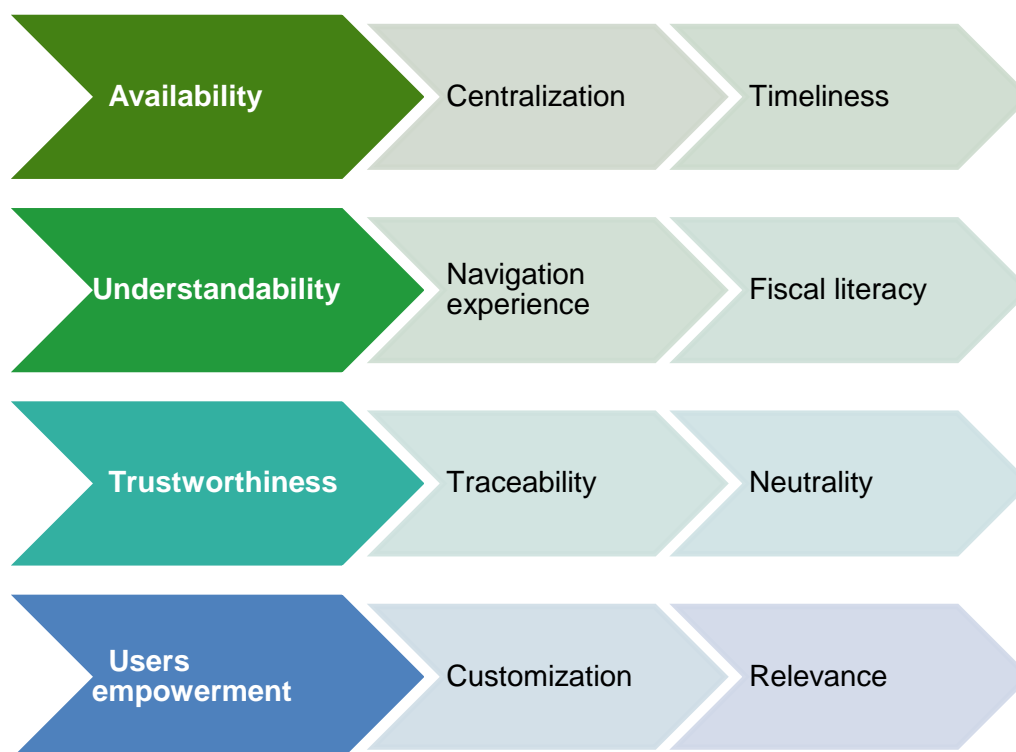 Availability
Centralization
Timeliness
Understandability
Navigation
experience
Fiscal literacy
Trustworthiness
Traceability
Neutrality
Users
empowerment
Customization
Relevance